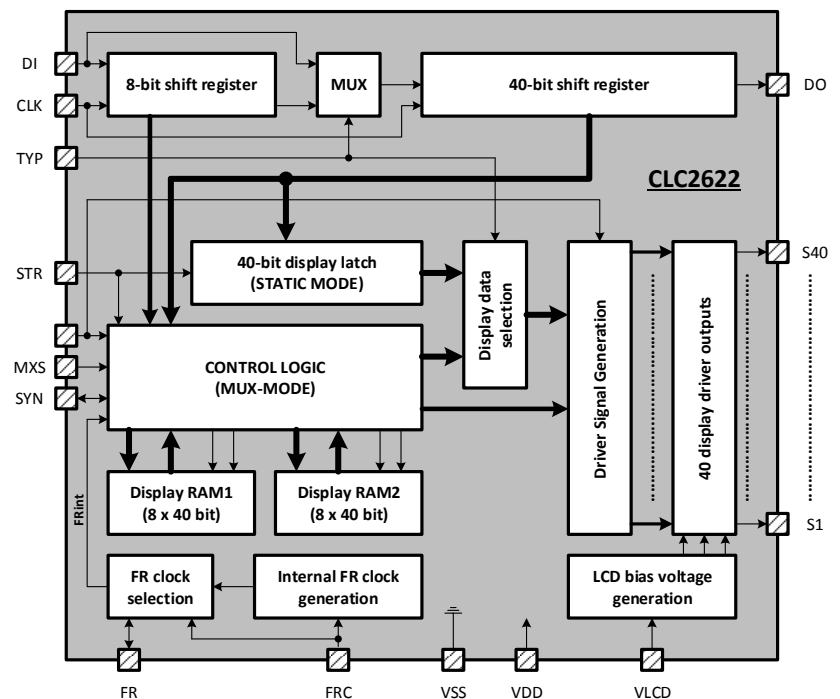 DI
8-bit shift register
MUX
40-bit shift register
DO
CLK
TYP
CLC2622
STR
40-bit display latch
(STATIC MODE)
Display data
selection
Driver Signal Generation
40 display driver outputs
S40
CONTROL LOGIC
(MUX-MODE)
MXS
SYN
FRint
Display RAM1
(8 x 40 bit)
Display RAM2
(8 x 40 bit)
S1
FR clock
selection
Internal FR clock
generation
LCD bias voltage
generation
FR
FRC
VSS
VDD
VLCD